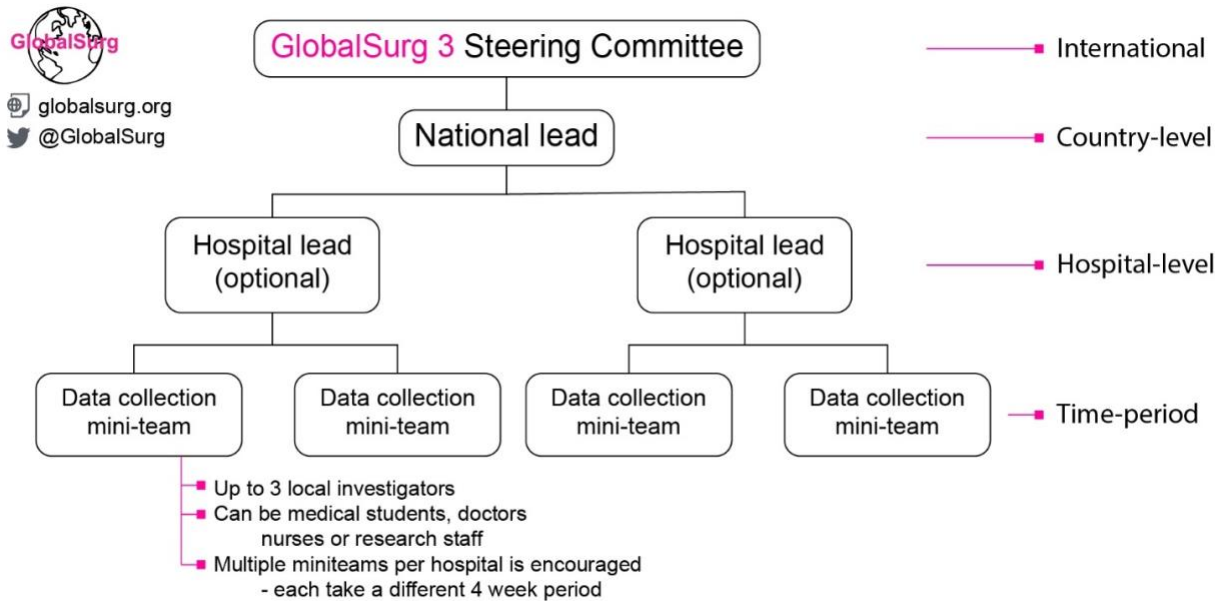 GlobalSurg
globalsurg.org
@GlobalSurg
GlobalSurg 3 Steering Committee
International
National lead
Country-level
Hospital lead
(optional)
Hospital lead
(optional)
Hospital-level
Data collection
mini-team
Data collection
mini-team
Data collection
mini-team
Data collection
mini-team
Time-period
Up to 3 local investigators
Can be medical students, doctors
nurses or research staff
Multiple miniteams per hospital is encouraged
- each take a different 4 week period